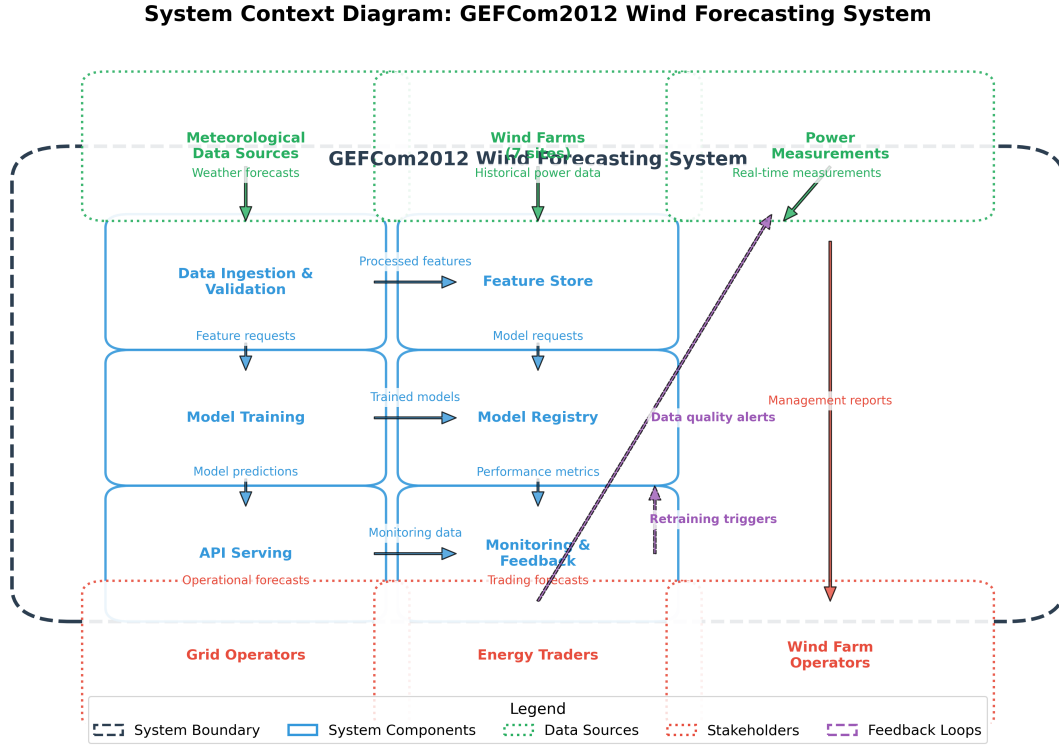 System Context Diagram: GEFCom2012 Wind Forecasting System
Meteorological
Data Sources
Wind Farms
(7 sites)
Power
Measurements
GEFCom2012 Wind Forecasting System
Weather forecasts
Historical power data
Real-time measurements
Data Ingestion &
Validation
Processed features
Feature Store
Feature requests
Model requests
Model Training
Trained models
Model Registry
Management reports
Data quality alerts
Model predictions
Performance metrics
API Serving
Monitoring data
Monitoring &
Feedback
Retraining triggers
Operational forecasts
Trading forecasts
Grid Operators
Energy Traders
Wind Farm
Operators
Legend
System Boundary
System Components
Data Sources
Stakeholders
Feedback Loops